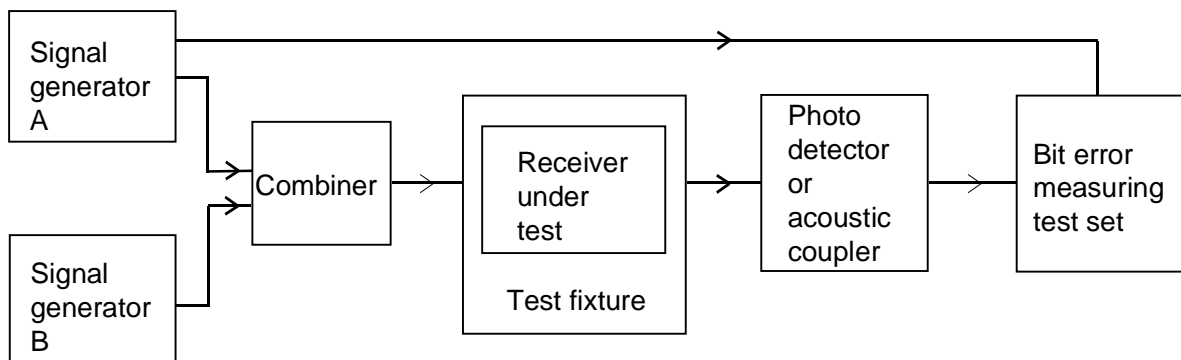 Signal
generator
A
Combiner
Signal
generator
B
Receiver
under
test
Test fixture
Photo
detector
or
acoustic
coupler
Bit error
measuring
test set